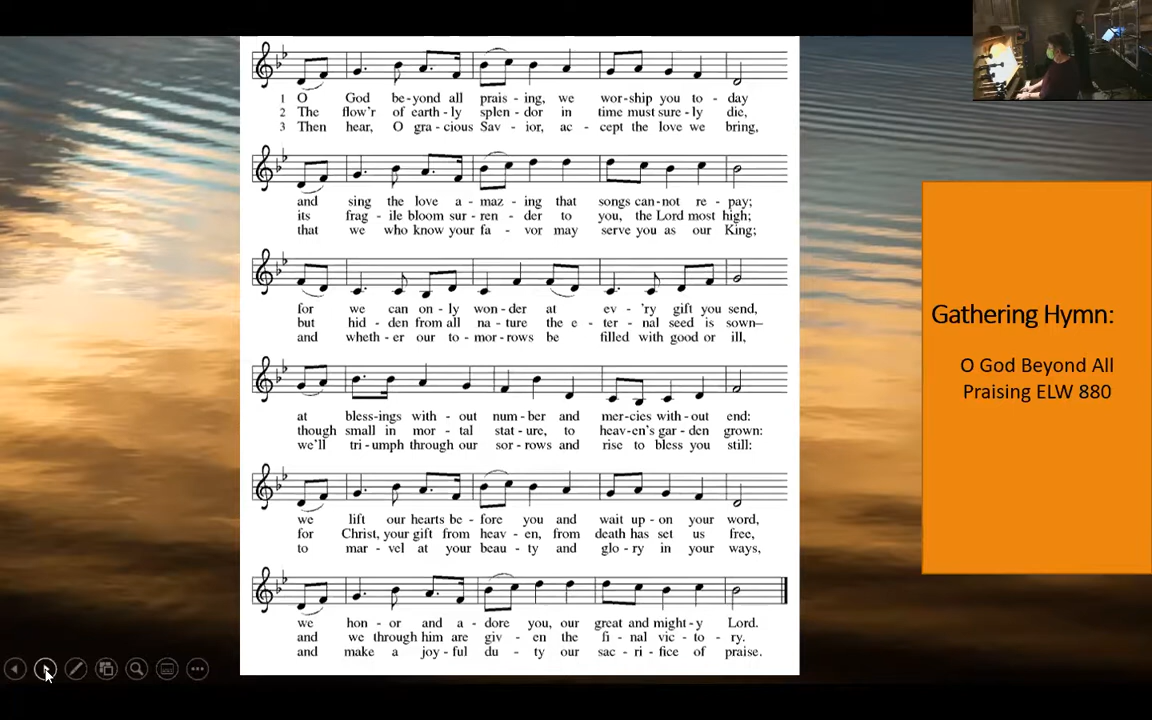 1 O God be-yond all prais-ing, we wor-ship you to-day
2 The flow'r of earth-ly splen-dor in time must sure-ly die,
3 Then hear, O gra-cious Sav-ior, ac-cept the love we bring,
and sing the love a-maz-ing that songs can-not re-pay;
its frag-ile bloom sur-ren-der to you, the Lord most high;
that we who know your fa-vor may serve you as our King;
for we can on-ly won-der at ev-'ry gift you send,
but hid-den from all na-ture the e-ter-nal seed is sown—
and wheth-er our to-mor-rows be filled with good or ill,
at bless-ings with-out num-ber and mer-cies with-out end:
though small in mor-tal stat-ure, to heav-en's gar-den grown:
we'll tri-umph through our sor-rows and rise to bless you still:
we lift our hearts be-fore you and wait up-on your word,
for Christ, your gift from heav-en, from death has set us free,
to mar-vel at your beau-ty and glo-ry in your ways,
we hon-or and a-dore you, our great and might-y Lord.
and we through him are giv-en the fi-nal vic-to-ry.
and make a joy-ful du-ty our sac-ri-fice of praise.
Gathering Hymn:
O God Beyond All
Praising ELW 880